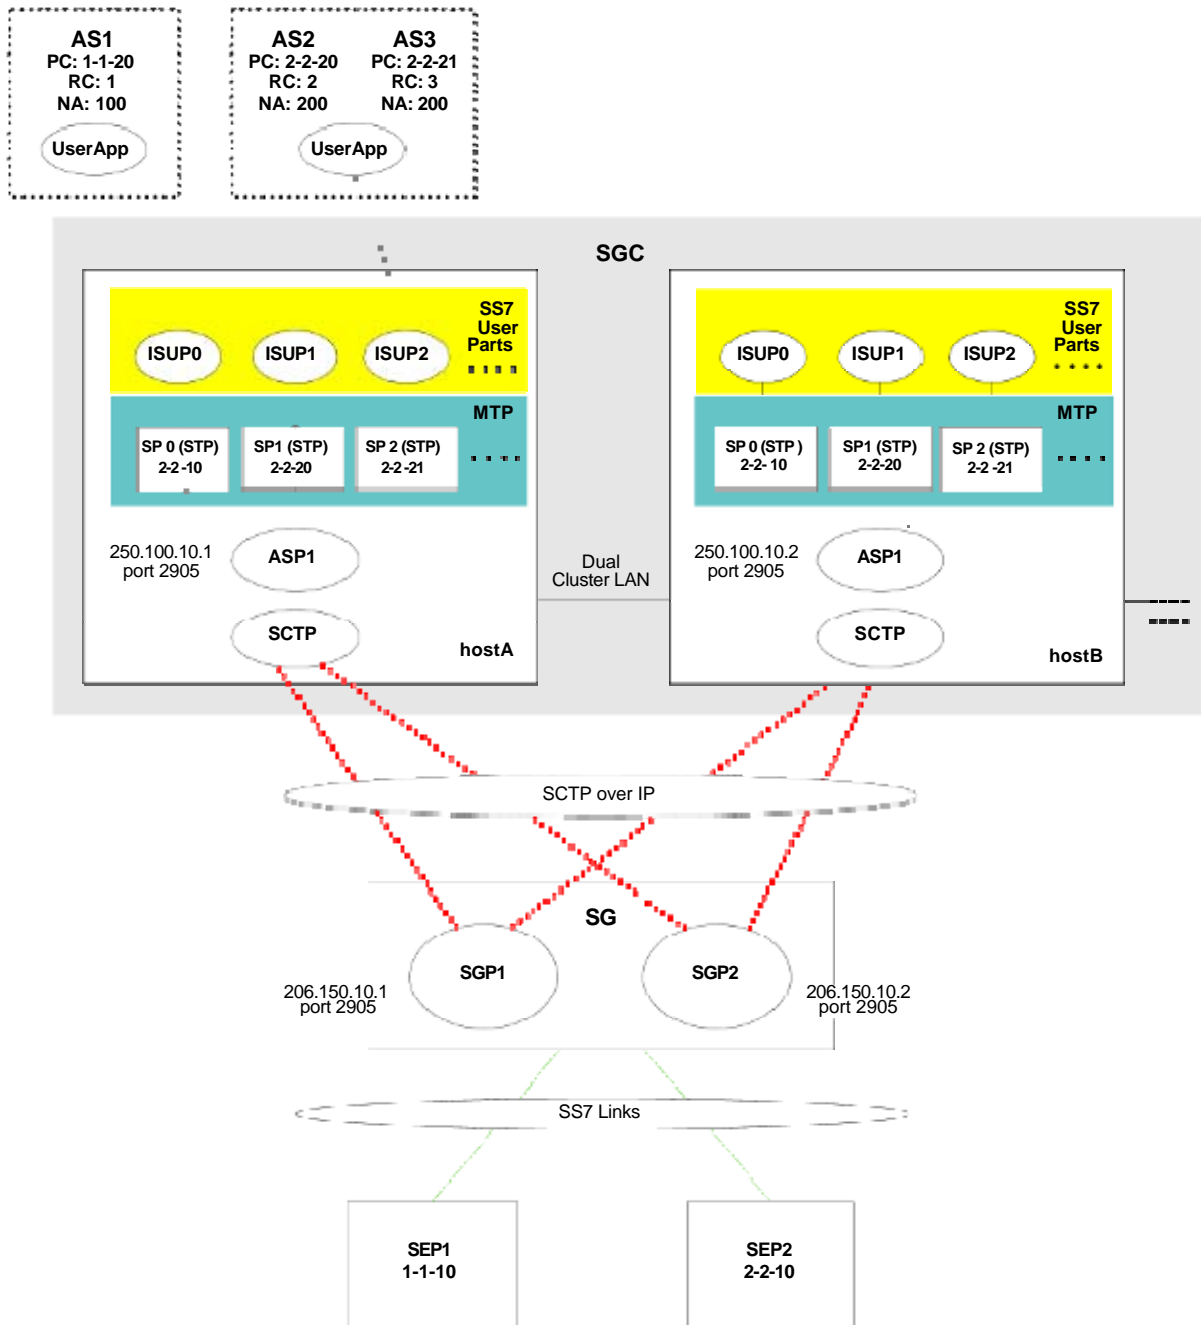 AS1
PC: 1-1-20
RC: 1
NA: 100
UserApp
AS2
PC: 2-2-20
RC: 2
NA: 200
AS3
PC: 2-2-21
RC: 3
NA: 200
UserApp
SGC
SS7
User
Parts
ISUP0
ISUP1
ISUP2
MTP
SP 0 (STP)
2-2 -10
SP1 (STP)
2-2-20
SP 2 (STP)
2-2 -21
250.100.10.1
port 2905
ASP1
SCTP
hostA
Dual
Cluster LAN
SS7
User
Parts
ISUP0
ISUP1
ISUP2
MTP
SP 0 (STP )
2-2- 10
SP1 (STP)
2-2-20
SP 2 (STP)
2-2 -21
250.100.10.2
port 2905
ASP1
SCTP
hostB
SCTP over IP
SG
SGP1
SGP2
206.150.10.1
port 2905
206.150.10.2
port 2905
SS7 Links
SEP1
1-1-10
SEP2
2-2-10